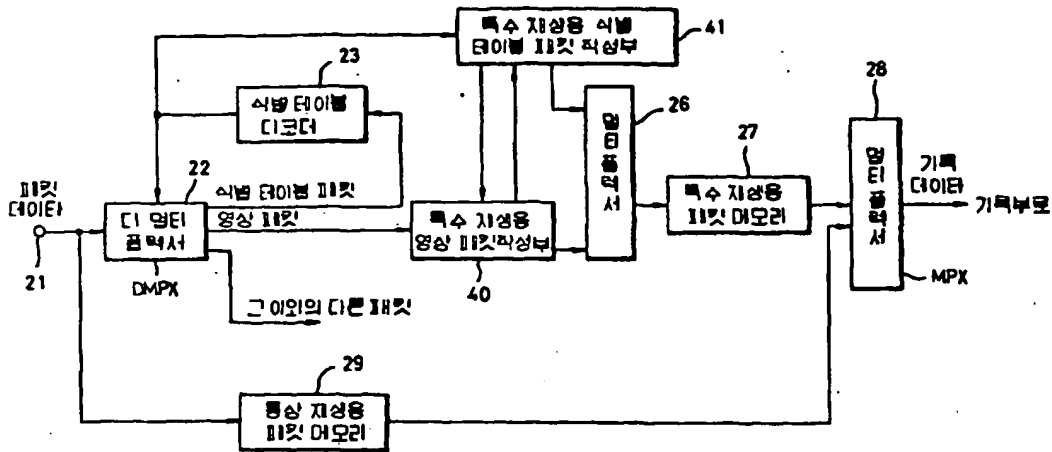 특수 재생용 식별
테이블 패킷 작성부
41
23
식별 테이블
디코더
26
멀티플렉서
28
멀티플렉서
22
패킷
데이타
식별 테이블 패킷
27
기록
데이타
디 멀티
플렉서
영상 패킷
특수 재생용
영상 패킷작성부
특수 재생용
패킷 메모리
기록부로
21
DMPX
40
MPX
그 이외의 다른 패킷
29
통상 재생용
패킷 메모리